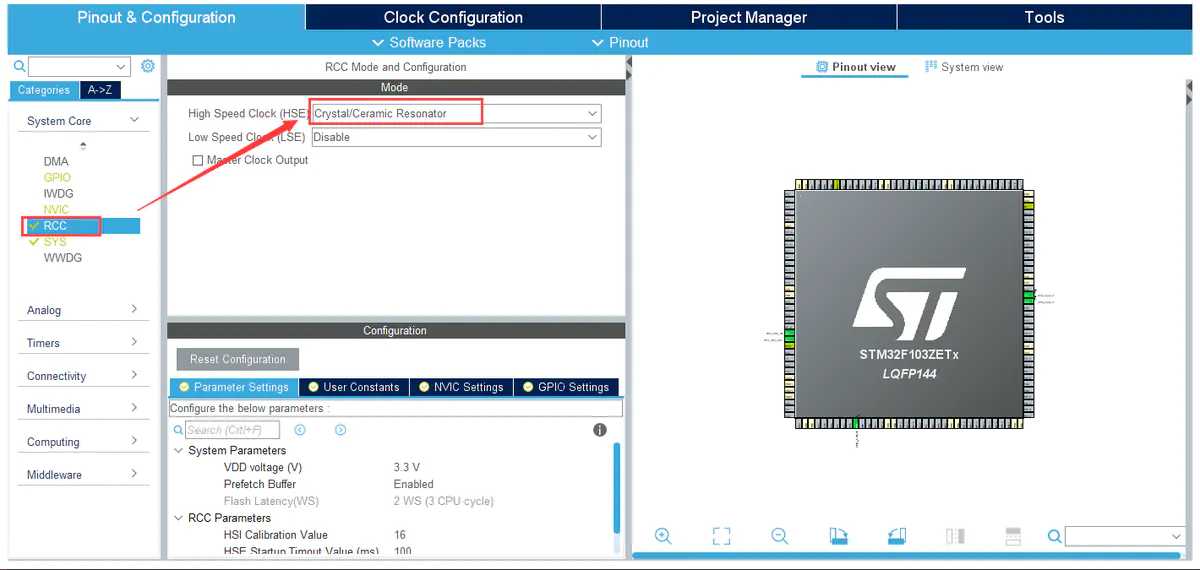 Pinout & Configuration
Clock Configuration
Project Manager
Tools
Software Packs
Pinout
Categories
A->Z
System Core
DMA
GPIO
IWDG
NVIC
RCC
SYS
WWDG
Analog
Timers
Connectivity
Multimedia
Computing
Middleware
RCC Mode and Configuration
Mode
High Speed Clock (HSE)
Crystal/Ceramic Resonator
Low Speed Clock (LSE)
Disable
Master Clock Output
Configuration
Reset Configuration
Parameter Settings
User Constants
NVIC Settings
GPIO Settings
Configure the below parameters :
Search (Crtl+F)
System Parameters
VDD voltage (V) 3.3 V
Prefetch Buffer Enabled
Flash Latency(WS) 2 WS (3 CPU cycle)
RCC Parameters
HSI Calibration Value 16
HSE Startup Timout Value (ms) 100
Pinout view
System view
ST
STM32F103ZETx
LQFP144